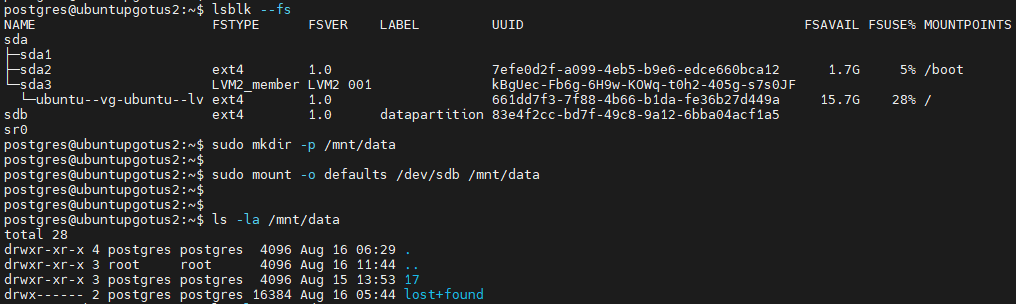 postgres@ubuntupgotus2:~$ lsblk --fs
NAME FSTYPE FSVER LABEL UUID FSAVAIL FSUSE% MOUNTPOINTS
sda
├─sda1
├─sda2 ext4 1.0 7efe0d2f-a099-4eb5-b9e6-edce660bca12 1.7G 5% /boot
└─sda3 LVM2_member LVM2 001 kBgUec-Fb6g-6H9w-KOWq-t0h2-405g-s7s0JF
└─ubuntu--vg-ubuntu--lv ext4 1.0 661dd7f3-7f88-4b66-b1da-fe36b27d449a 15.7G 28% /
sdb ext4 1.0 datapartition 83e4f2cc-bd7f-49c8-9a12-6bba04acf1a5
sr0
postgres@ubuntupgotus2:~$ sudo mkdir -p /mnt/data
postgres@ubuntupgotus2:~$
postgres@ubuntupgotus2:~$ sudo mount -o defaults /dev/sdb /mnt/data
postgres@ubuntupgotus2:~$
postgres@ubuntupgotus2:~$
postgres@ubuntupgotus2:~$ ls -la /mnt/data
total 28
drwxr-xr-x 4 postgres postgres 4096 Aug 16 06:29 .
drwxr-xr-x 3 root root 4096 Aug 16 11:44 ..
drwxr-xr-x 3 postgres postgres 4096 Aug 15 13:53 17
drwx------ 2 postgres postgres 16384 Aug 16 05:44 lost+found